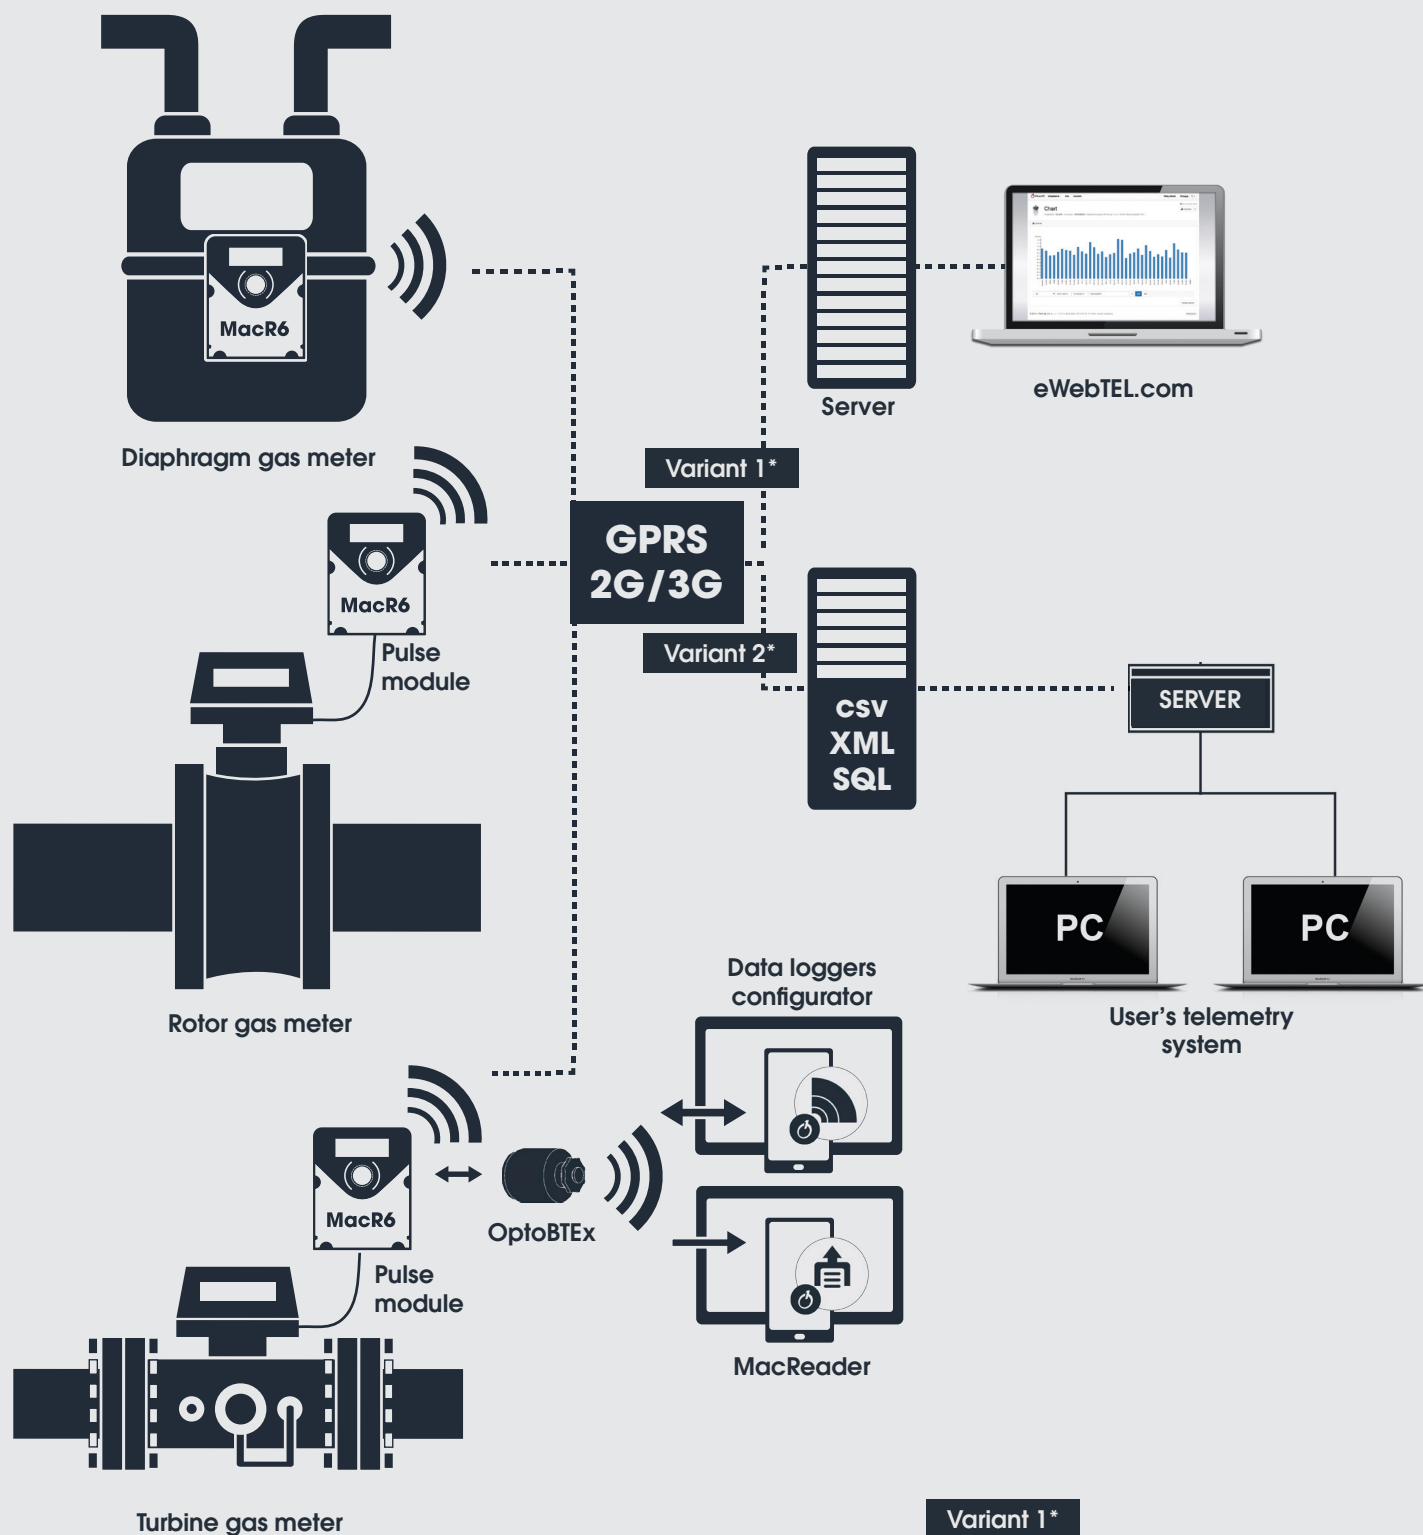 MacR6
Diaphragm gas meter
MacR6
Pulse
module
Rotor gas meter
MacR6
Pulse
module
Turbine gas meter
OptoBTEx
Data loggers
configurator
MacReader
GPRS
2G/3G
Variant 1*
Variant 2*
Server
Chart
eWebTEL.com
csv
XML
SQL
SERVER
PC
PC
User's telemetry
system
Variant 1*